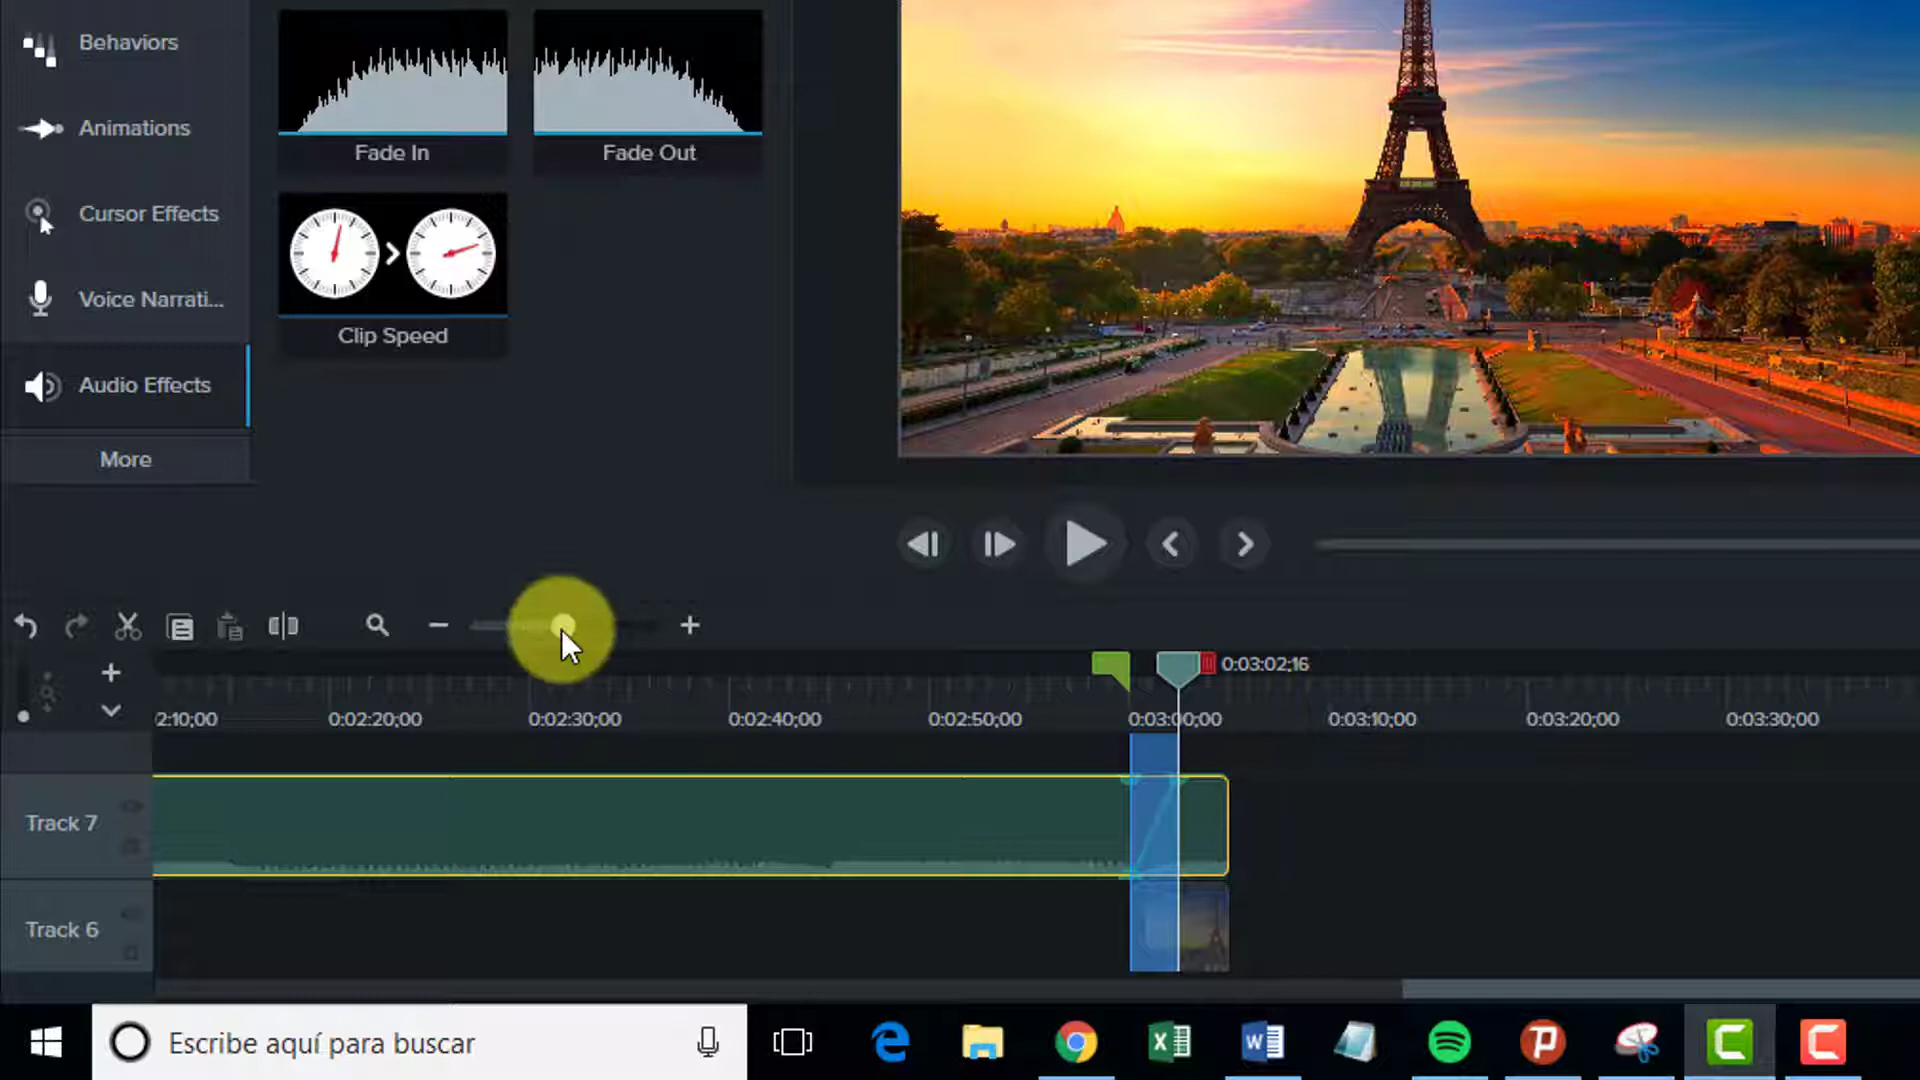 Behaviors
Animations
Cursor Effects
Voice Narrati...
Audio Effects
More
Fade In
Fade Out
Clip Speed
0:03:02;16
2:10;00
0:02:20;00
0:02:30;00
0:02:40;00
0:02:50;00
0:03:00;00
0:03:10;00
0:03:20;00
0:03:30;00
Track 7
Track 6
Escribe aquí para buscar